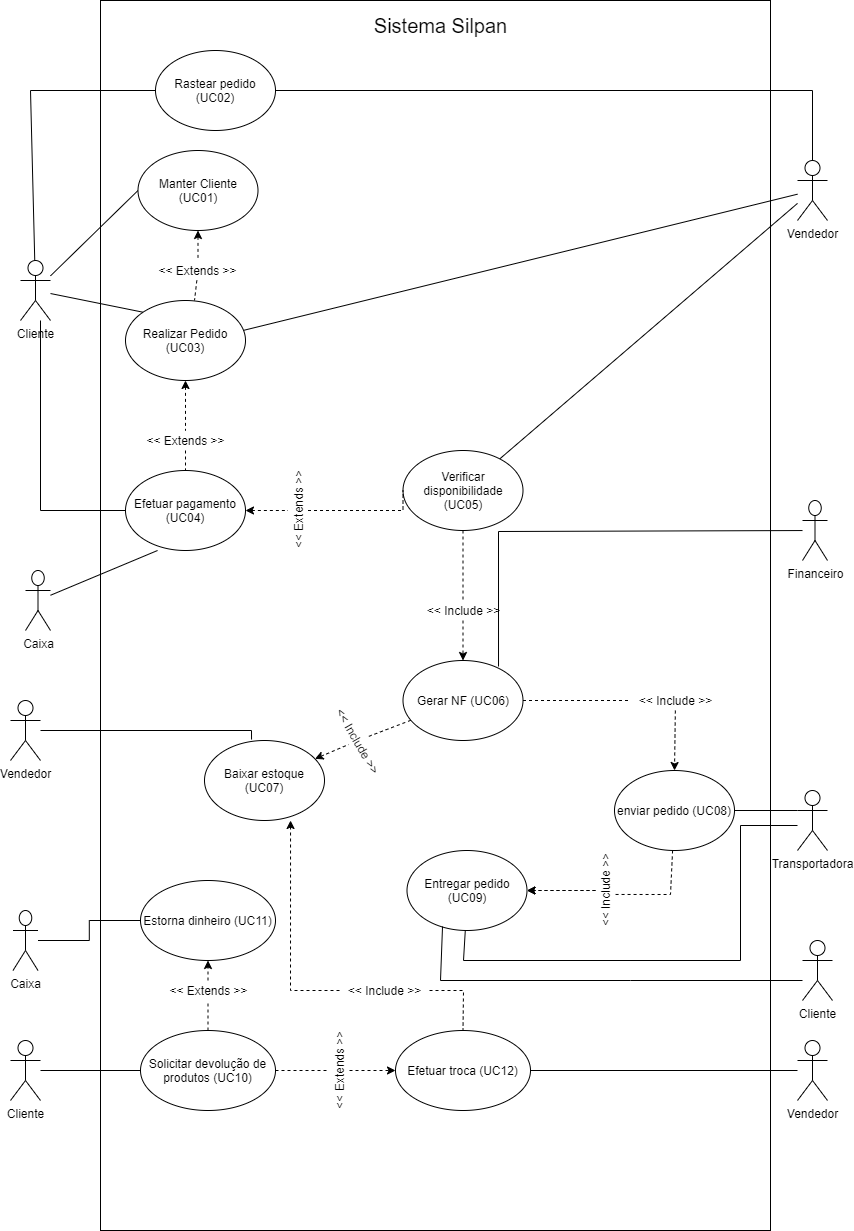 Sistema Silpan
Rastear pedido
(UC02)
Manter Cliente
(UC01)
Vendedor
<< Extends >>
Cliente
Realizar Pedido
(UC03)
<< Extends >>
Efetuar pagamento
(UC04)
<< Extends >>
Verificar
disponibilidade
(UC05)
Financeiro
Caixa
<< Include >>
Gerar NF (UC06)
<< Include >>
<< Include >>
Vendedor
Baixar estoque
(UC07)
enviar pedido (UC08)
Transportadora
Entregar pedido
(UC09)
<< Include >>
Estorna dinheiro (UC11)
Caixa
<< Extends >>
<< Include >>
Cliente
Solicitar devolução de
produtos (UC10)
<< Extends >>
Efetuar troca (UC12)
Cliente
Vendedor